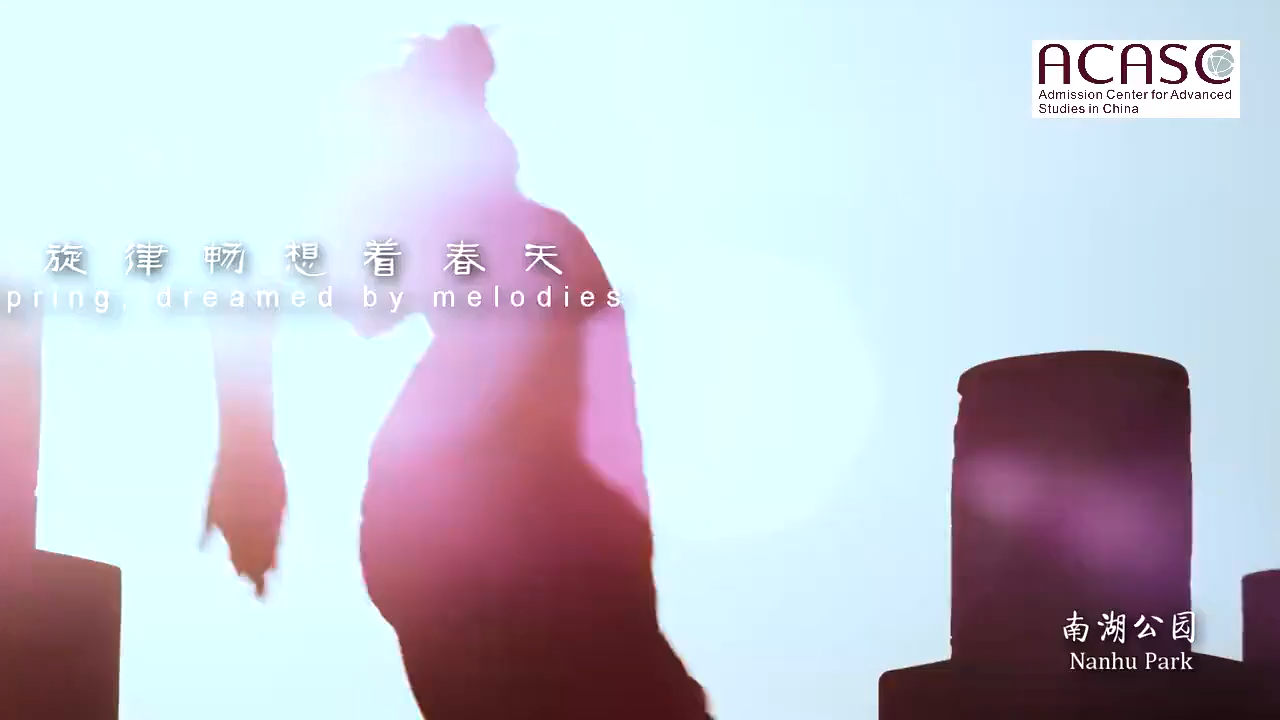 ACASC
Admission Center for Advanced
Studies in China
旋律畅想着春天
pring, dreamed by melodies
南湖公园
Nanhu Park